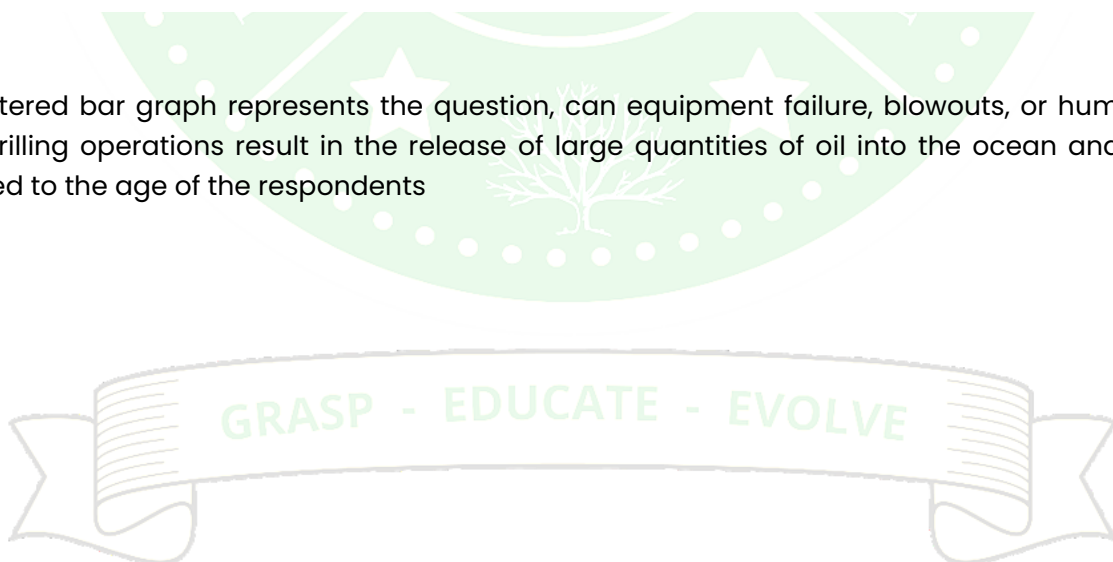 tered bar graph represents the question, can equipment failure, blowouts, or hum
rilling operations result in the release of large quantities of oil into the ocean and
ed to the age of the respondents
GRASP - EDUCATE - EVOLVE